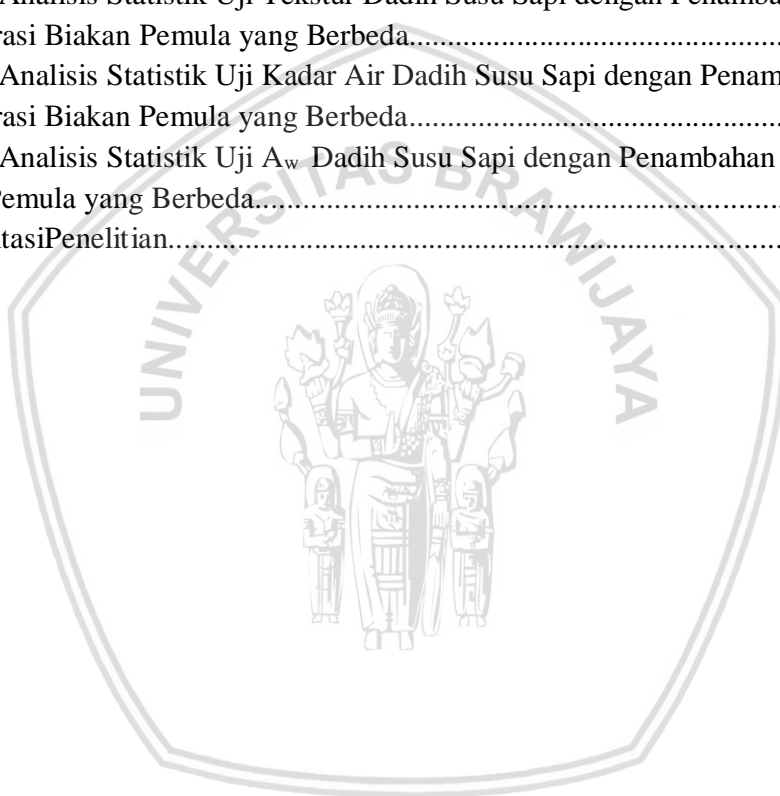 Analisis Statistik Uji Tekstur Dadih Susu Sapi dengan Penamba
rasi Biakan Pemula yang Berbeda
Analisis Statistik Uji Kadar Air Dadih Susu Sapi dengan Penam
rasi Biakan Pemula yang Berbeda
Analisis Statistik Uji Aw Dadih Susu Sapi dengan Penambahan
Pemula yang Berbeda
tasiPenelitian
UNIVERSITAS BRAWIJAYA